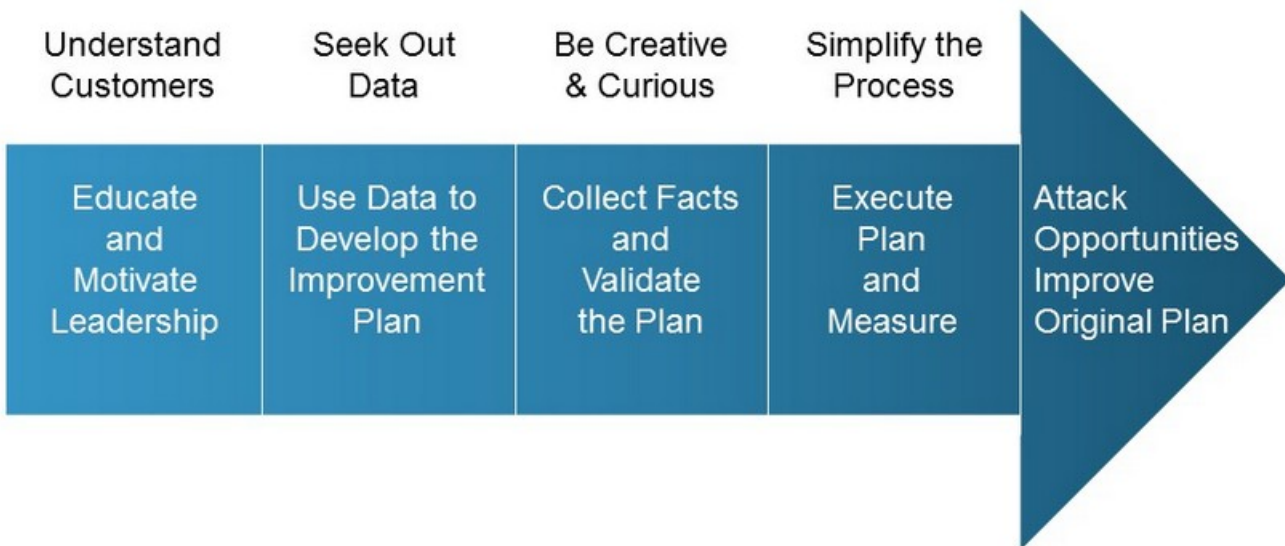 Understand
Customers
Seek Out
Data
Be Creative
& Curious
Simplify the
Process
Educate
and
Motivate
Leadership
Use Data to
Develop the
Improvement
Plan
Collect Facts
and
Validate
the Plan
Execute
Plan
and
Measure
Attack
Opportunities
Improve
Original Plan